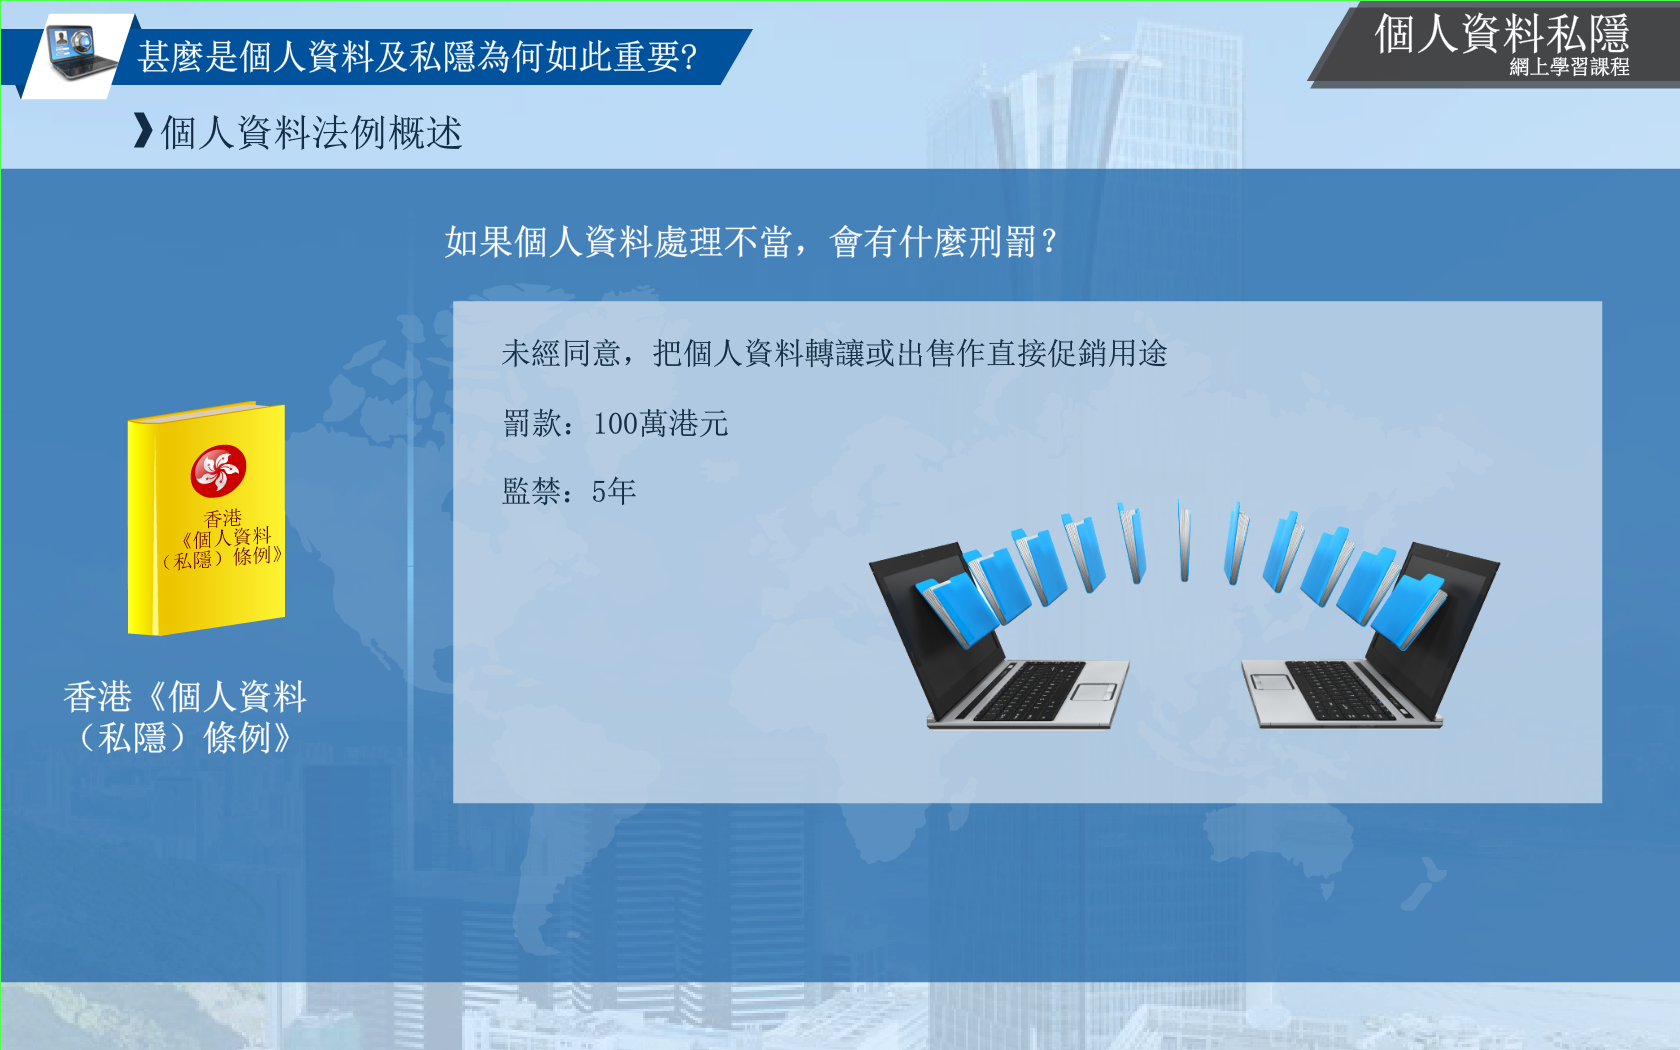 甚麼是個人資料及私隱為何如此重要?
個人資料私隱
網上學習課程
個人資料法例概述
如果個人資料處理不當，會有什麼刑罰？
未經同意，把個人資料轉讓或出售作直接促銷用途
罰款：100萬港元
監禁：5年
香港
《個人資料
（私隱）條例》
香港《個人資料
（私隱）條例》